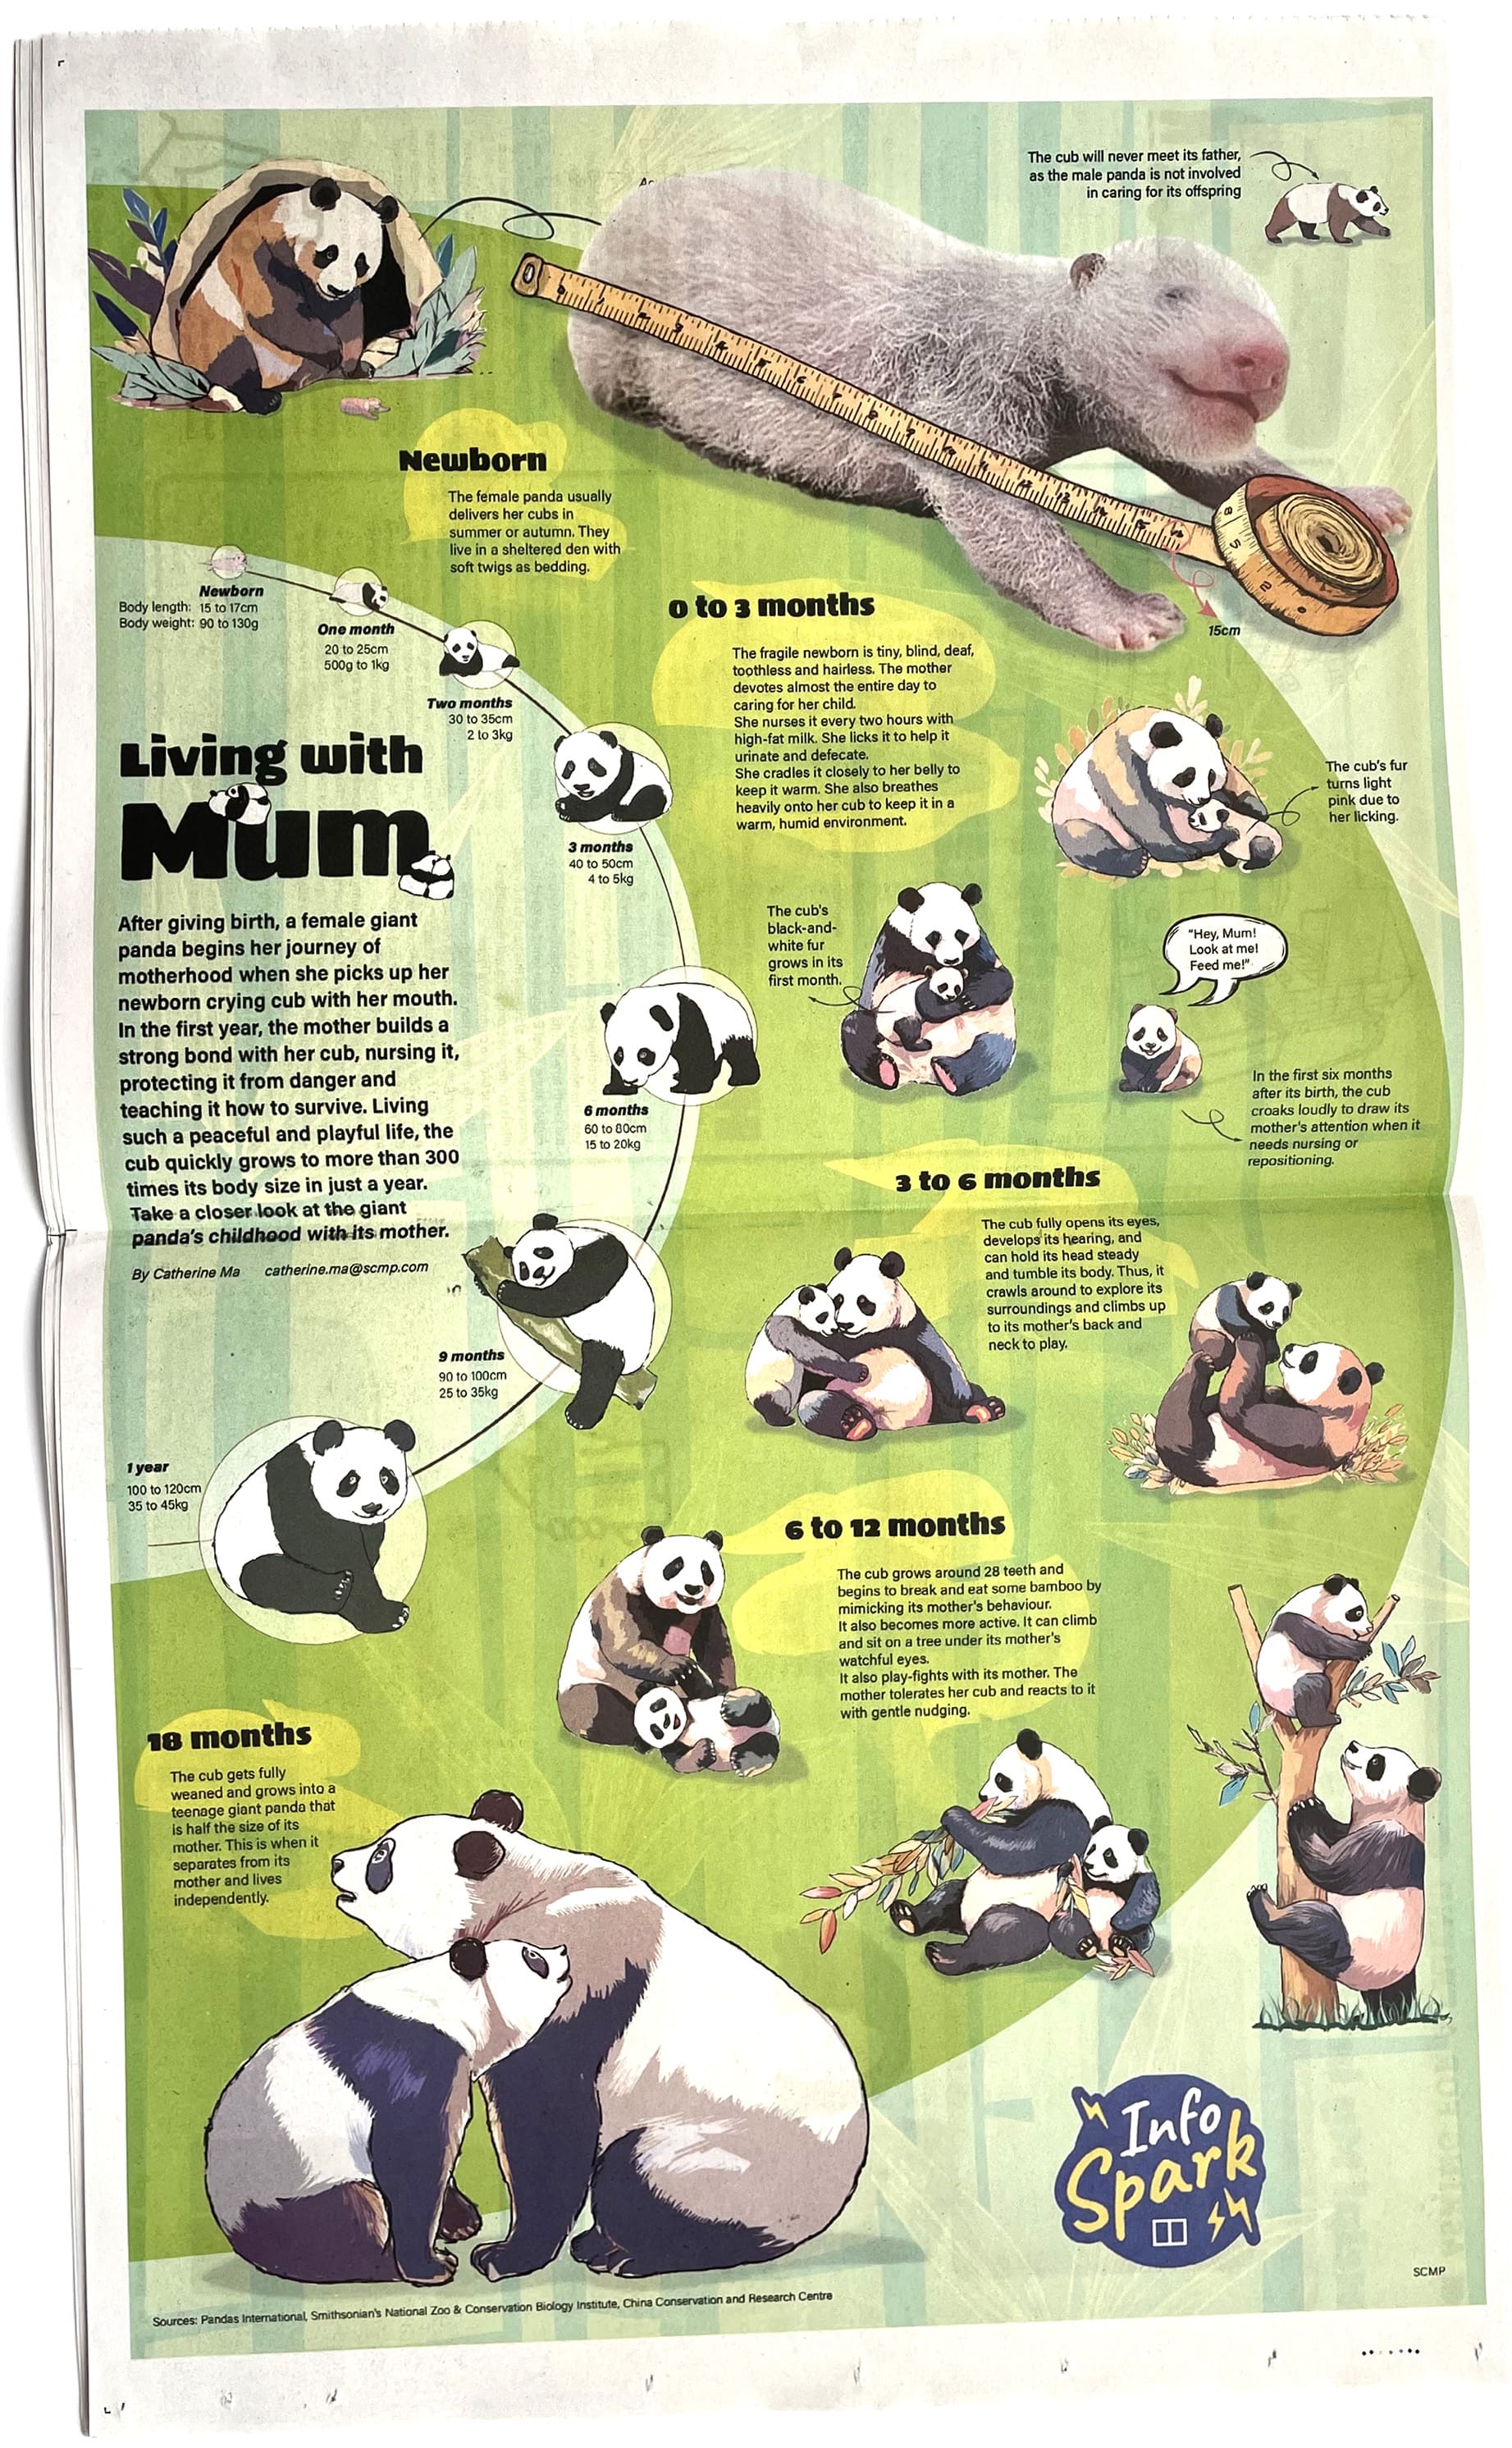 The cub will never meet its father,
as the male panda is not involved
in caring for its offspring
Newborn
The female panda usually
delivers her cubs in
summer or autumn. They
live in a sheltered den with
soft twigs as bedding.
15cm
Newborn
Body length: 15 to 17cm
Body weight: 90 to 130g
One month
20 to 25cm
500g to 1kg
Two months
30 to 35cm
2 to 3kg
3 months
40 to 50cm
4 to 5kg
6 months
60 to 80cm
15 to 20kg
9 months
90 to 100cm
25 to 35kg
1 year
100 to 120cm
35 to 45kg
Living with
Mum
After giving birth, a female giant
panda begins her journey of
motherhood when she picks up her
newborn crying cub with her mouth.
In the first year, the mother builds a
strong bond with her cub, nursing it,
protecting it from danger and
teaching it how to survive. Living
such a peaceful and playful life, the
cub quickly grows to more than 300
times its body size in just a year.
Take a closer look at the giant
panda's childhood with its mother.
By Catherine Ma catherine.ma@scmp.com
0 to 3 months
The fragile newborn is tiny, blind, deaf,
toothless and hairless. The mother
devotes almost the entire day to
caring for her child.
She nurses it every two hours with
high-fat milk. She licks it to help it
urinate and defecate.
She cradles it closely to her belly to
keep it warm. She also breathes
heavily onto her cub to keep it in a
warm, humid environment.
The cub's fur
turns light
pink due to
her licking.
The cub's
black-and-
white fur
grows in its
first month.
"Hey, Mum!
Look at me!
Feed me!"
In the first six months
after its birth, the cub
croaks loudly to draw its
mother's attention when it
needs nursing or
repositioning.
3 to 6 months
The cub fully opens its eyes,
develops its hearing, and
can hold its head steady
and tumble its body. Thus, it
crawls around to explore its
surroundings and climbs up
to its mother's back and
neck to play.
6 to 12 months
The cub grows around 28 teeth and
begins to break and eat some bamboo by
mimicking its mother's behaviour.
It also becomes more active. It can climb
and sit on a tree under its mother's
watchful eyes.
It also play-fights with its mother. The
mother tolerates her cub and reacts to it
with gentle nudging.
18 months
The cub gets fully
weaned and grows into a
teenage giant panda that
is half the size of its
mother. This is when it
separates from its
mother and lives
independently.
Info
Spark
SCMP
Sources: Pandas International, Smithsonian's National Zoo & Conservation Biology Institute, China Conservation and Research Centre